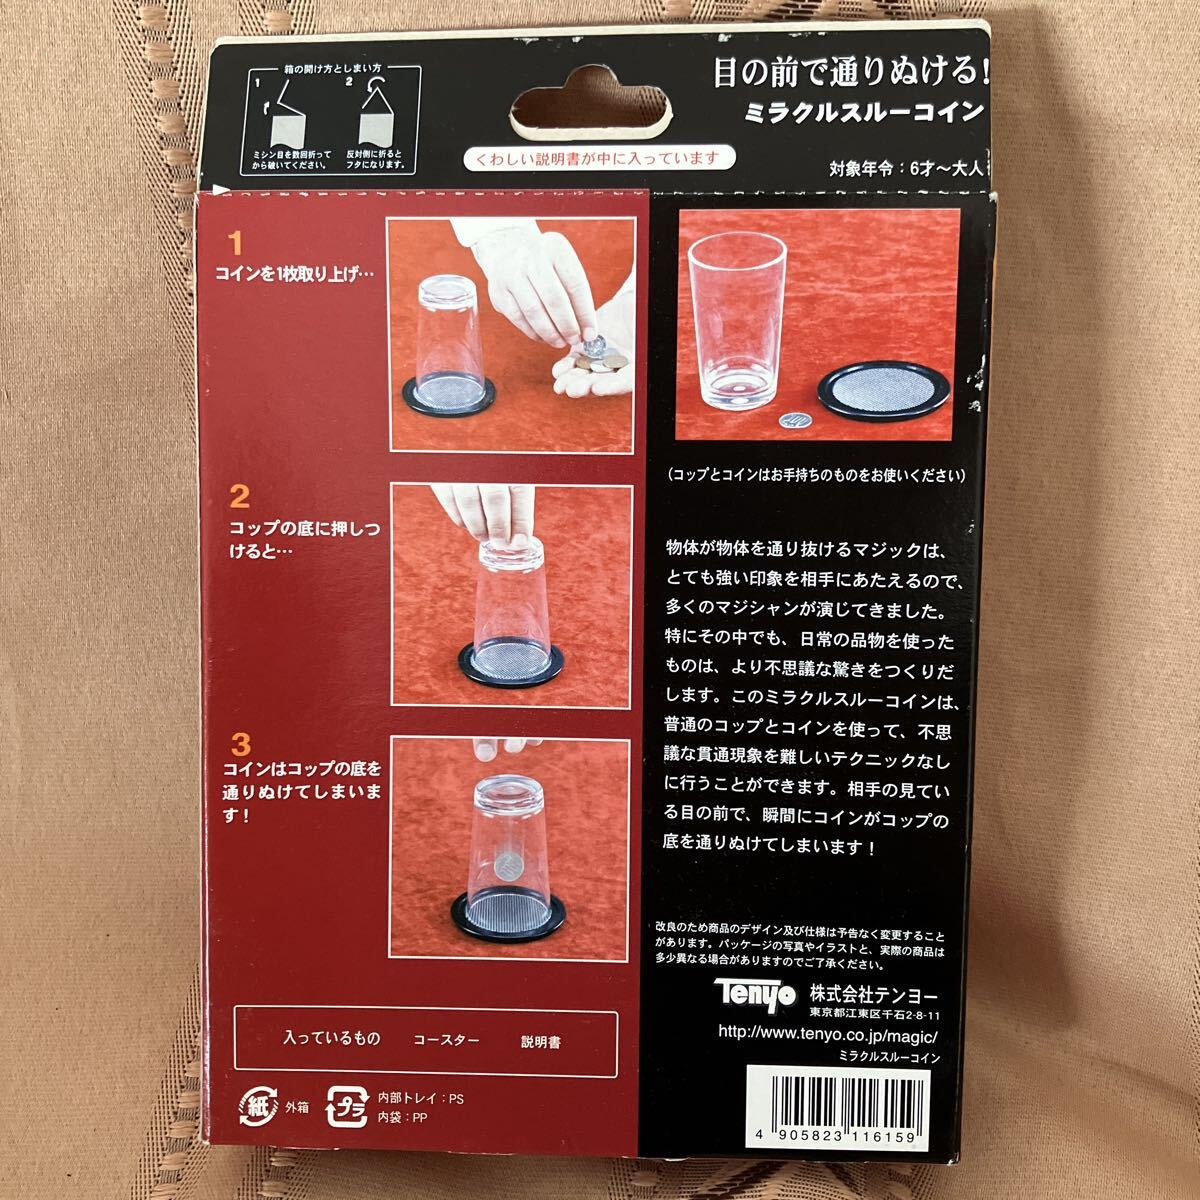 箱の開け方としまい方
1
2
ミシン目を数回折って
から破いてください。
反対側に折ると
フタになります。
目の前で通りぬける!
ミラクルスルーコイン
くわしい説明書が中に入っています
対象年令：6才〜大人
1
コインを1枚取り上げ…
2
コップの底に押しつ
けると…
3
コインはコップの底を
通りぬけてしまいま
す！
(コップとコインはお手持ちのものをお使いください)
物体が物体を通り抜けるマジックは、
とても強い印象を相手にあたえるので、
多くのマジシャンが演じてきました。
特にその中でも、日常の品物を使った
ものは、より不思議な驚きをつくりだ
します。このミラクルスルーコインは、
普通のコップとコインを使って、不思
議な貫通現象を難しいテクニックなし
に行うことができます。相手の見てい
る目の前で、瞬間にコインがコップの
底を通りぬけてしまいます！
改良のため商品のデザイン及び仕様は予告なく変更すること
があります。パッケージの写真やイラストと、実際の商品は
多少異なる場合がありますのでご了承ください。
Tenyo 株式会社テンヨー
東京都江東区千石2-8-11
http://www.tenyo.co.jp/magic/
ミラクルスルーコイン
入っているもの コースター 説明書
紙 外箱
プラ 内部トレイ：PS
内袋：PP
4 905823 116159